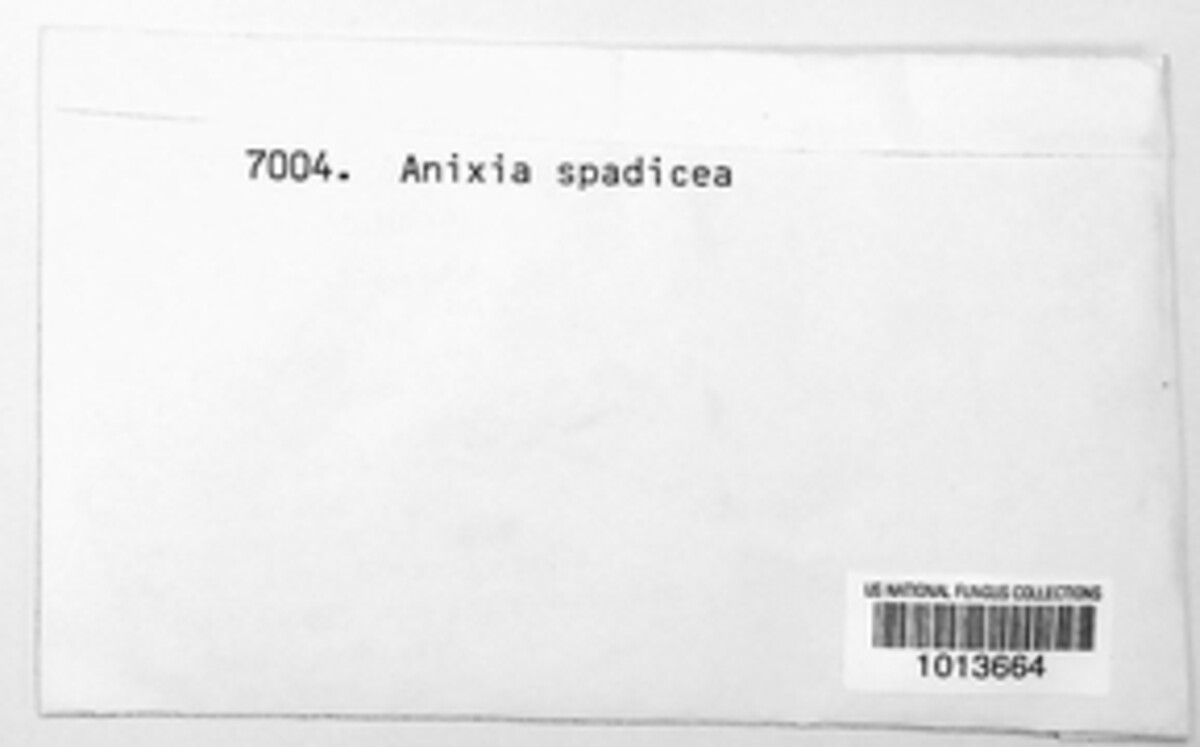 7004. Anixia spadicea
US NATIONAL FUNGUS COLLECTIONS
1013664